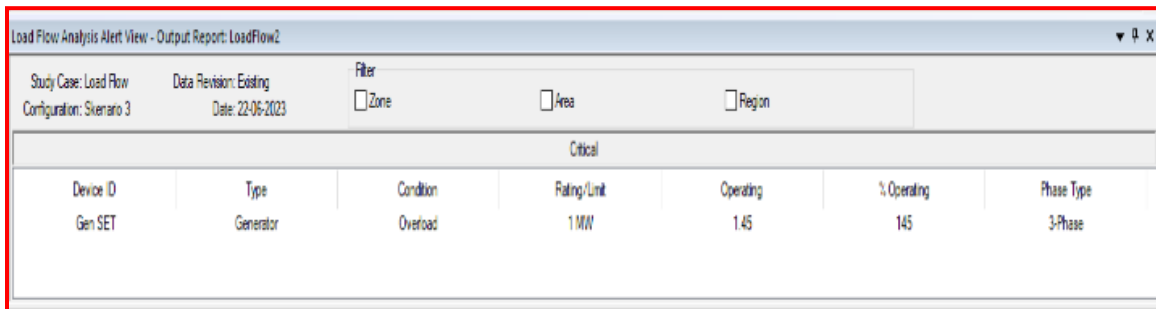 Load Flow Analysis Alert View - Output Report: LoadFlow2
Study Case: Load Flow Data Revision: Existing
Configuration: Skenario 3 Date: 22-06-2023
Filter
Zone Area Region
Critical
Device ID Type Condition Rating/Limit Operating % Operating Phase Type
Gen SET Generator Overload 1 MW 1.45 145 3-Phase